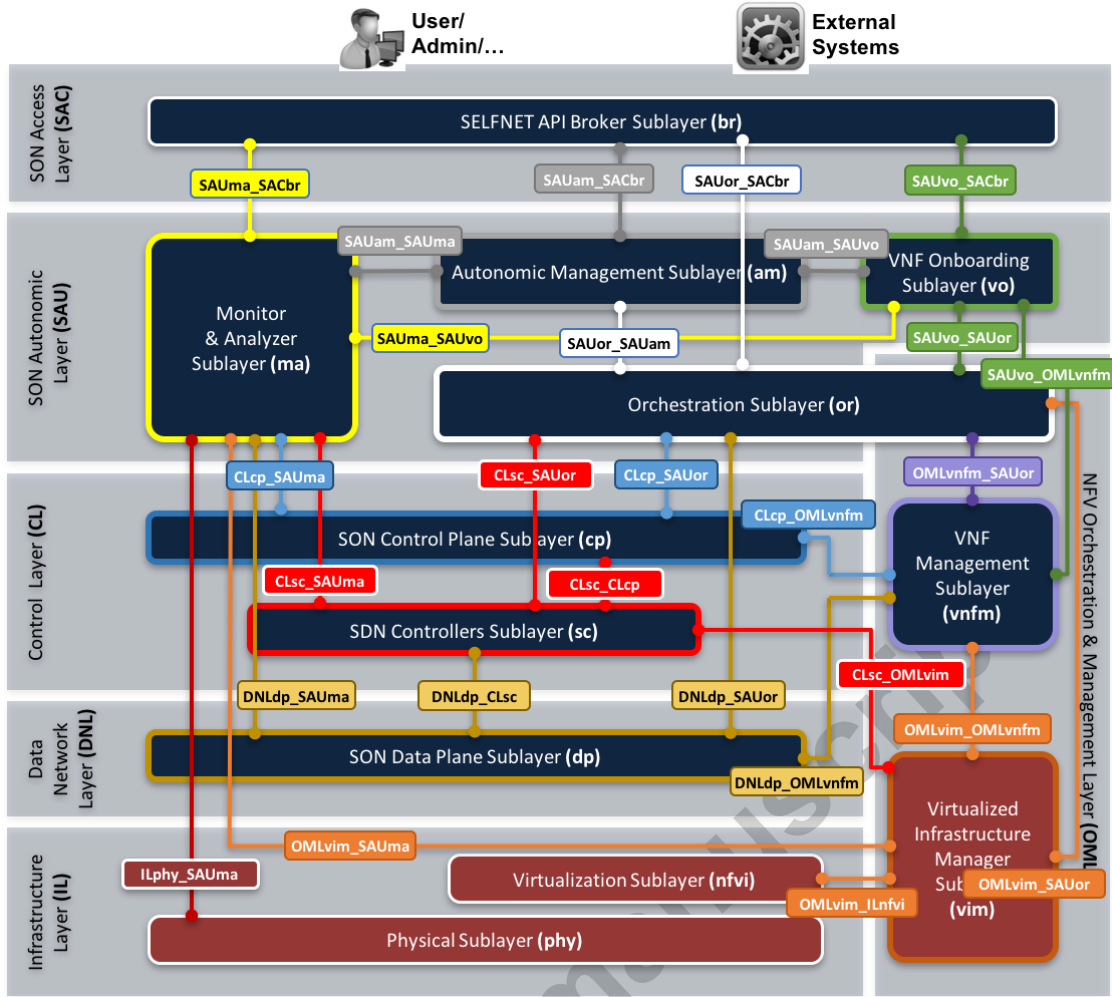 User/
Admin/...
External
Systems
SON Access
Layer (SAC)
SELFNET API Broker Sublayer (br)
SAUma_SACbr
SAUam_SACbr
SAUor_SACbr
SAUvo_SACbr
SON Autonomic
Layer (SAU)
SAUam_SAUma
SAUam_SAUvo
Monitor
& Analyzer
Sublayer (ma)
Autonomic Management Sublayer (am)
VNF Onboarding
Sublayer (vo)
SAUma_SAUvo
SAUor_SAUam
SAUvo_SAUor
SAUvo_OMLvnfm
Orchestration Sublayer (or)
Control Layer (CL)
CLcp_SAUma
CLsc_SAUor
CLcp_SAUor
OMLvnfm_SAUor
CLcp_OMLvnfm
SON Control Plane Sublayer (cp)
VNF
Management
Sublayer
(vnfm)
CLsc_SAUma
CLsc_CLcp
SDN Controllers Sublayer (sc)
CLsc_OMLvim
NFV Orchestration & Management Layer (OML
Data
Network
Layer (DNL)
DNLdp_SAUma
DNLdp_CLsc
DNLdp_SAUor
OMLvim_OMLvnfm
SON Data Plane Sublayer (dp)
DNLdp_OMLvnfm
Virtualized
Infrastructure
Manager
(vim)
Infrastructure
Layer (IL)
OMLvim_SAUma
ILphy_SAUma
Virtualization Sublayer (nfvi)
OMLvim_SAUor
OMLvim_ILnfvi
Physical Sublayer (phy)